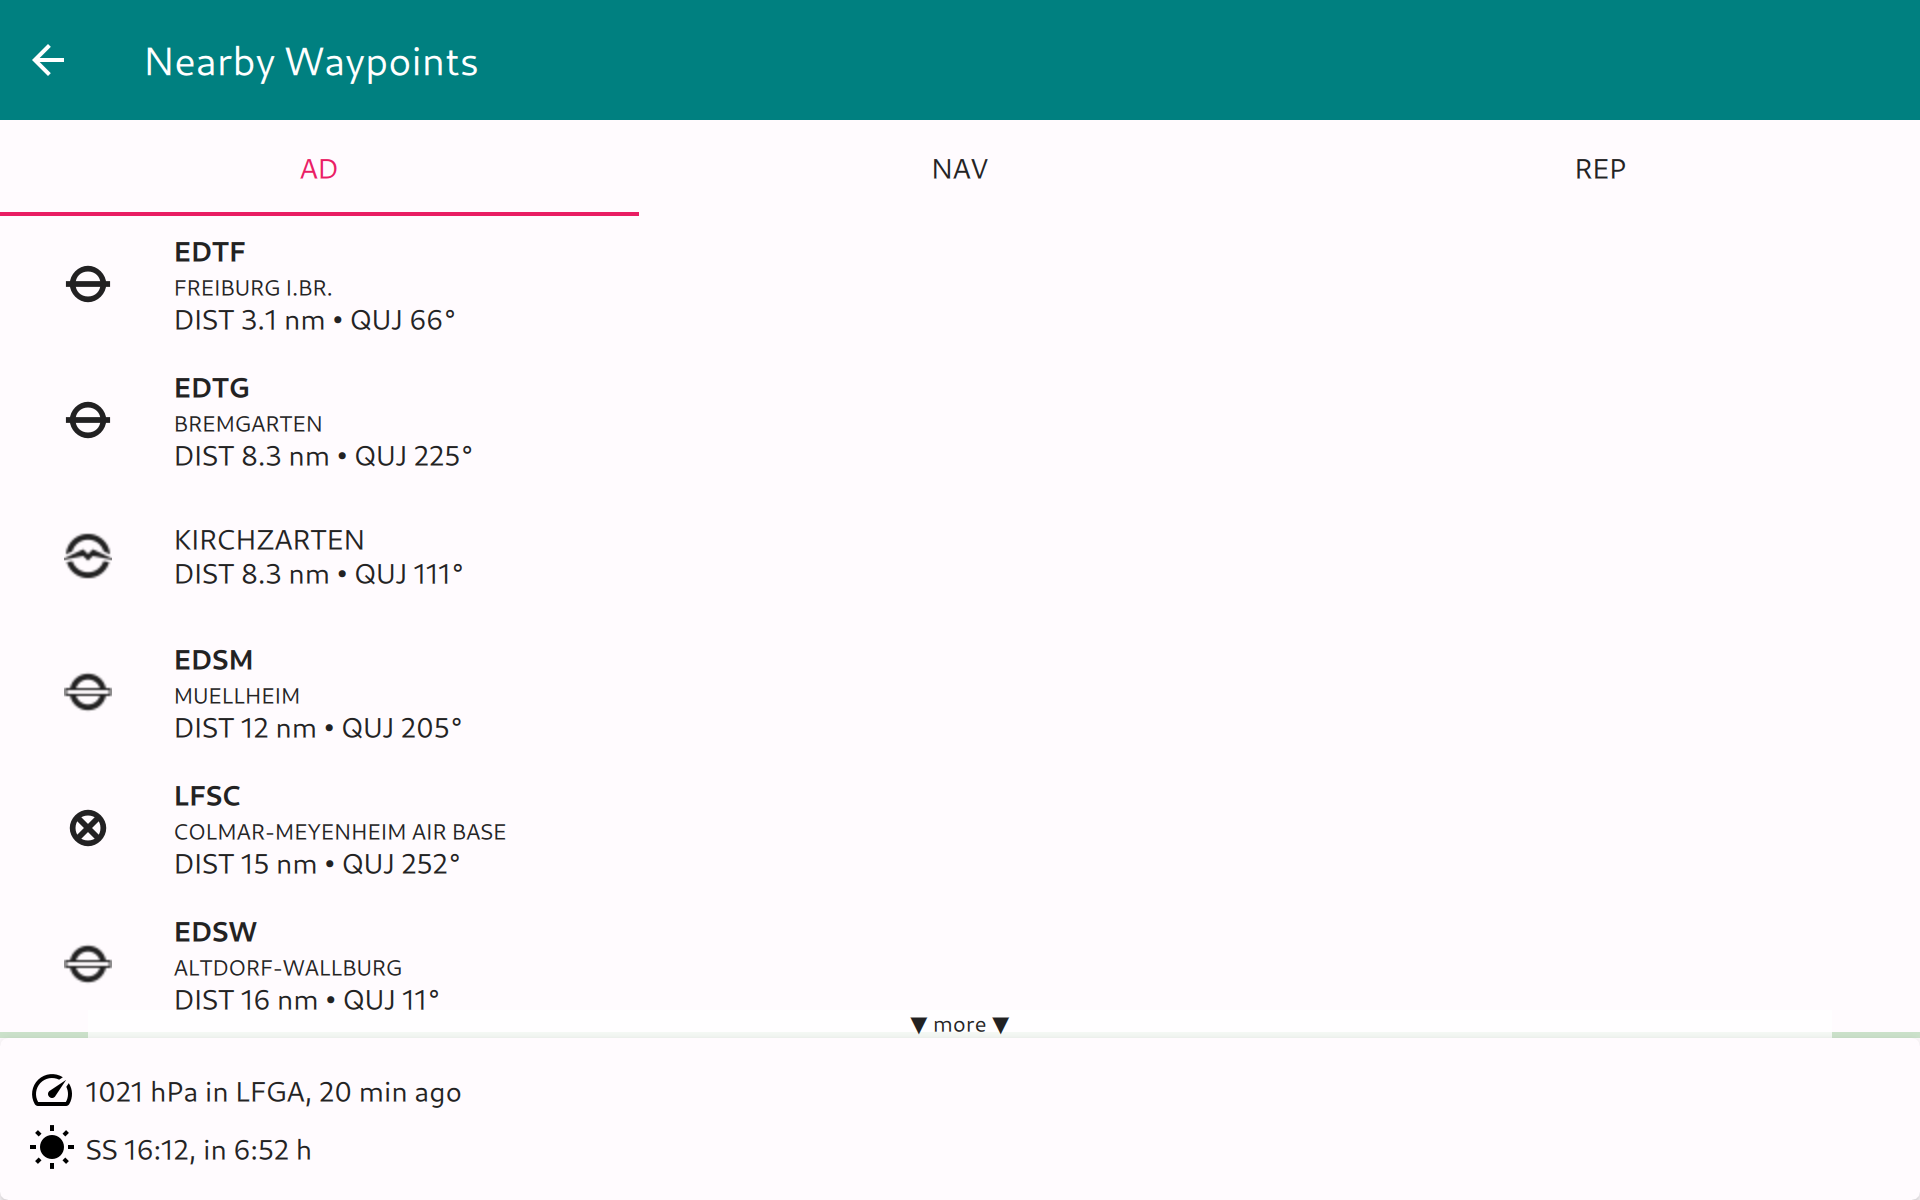 Nearby Waypoints
AD
NAV
REP
EDTF
FREIBURG I.BR.
DIST 3.1 nm • QUJ 66°
EDTG
BREMGARTEN
DIST 8.3 nm • QUJ 225°
KIRCHZARTEN
DIST 8.3 nm • QUJ 111°
EDSM
MUELLHEIM
DIST 12 nm • QUJ 205°
LFSC
COLMAR-MEYENHEIM AIR BASE
DIST 15 nm • QUJ 252°
EDSW
ALTDORF-WALLBURG
DIST 16 nm • QUJ 11°
▼ more ▼
1021 hPa in LFGA, 20 min ago
SS 16:12, in 6:52 h